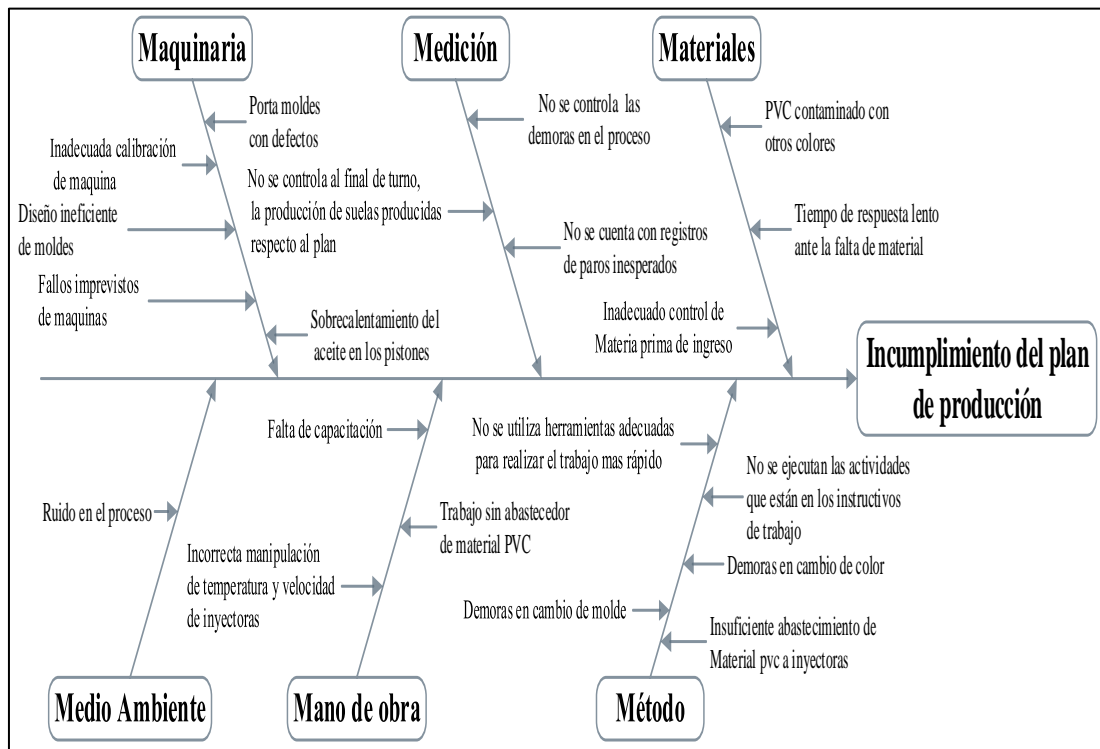 Maquinaria
Medición
Materiales
Porta moldes
con defectos
Inadecuada calibración
de maquina
Diseño ineficiente
de moldes
Fallos imprevistos
de maquinas
Sobrecalentamiento del
aceite en los pistones
No se controla las
demoras en el proceso
No se controla al final de turno,
la producción de suelas producidas
respecto al plan
No se cuenta con registros
de paros inesperados
PVC contaminado con
otros colores
Tiempo de respuesta lento
ante la falta de material
Inadecuado control de
Materia prima de ingreso
Incumplimiento del plan
de producción
Ruido en el proceso
Falta de capacitación
Trabajo sin abastecedor
de material PVC
Incorrecta manipulación
de temperatura y velocidad
de inyectoras
No se utiliza herramientas adecuadas
para realizar el trabajo mas rápido
No se ejecutan las actividades
que están en los instructivos
de trabajo
Demoras en cambio de color
Demoras en cambio de molde
Insuficiente abastecimiento de
Material pvc a inyectoras
Medio Ambiente
Mano de obra
Método